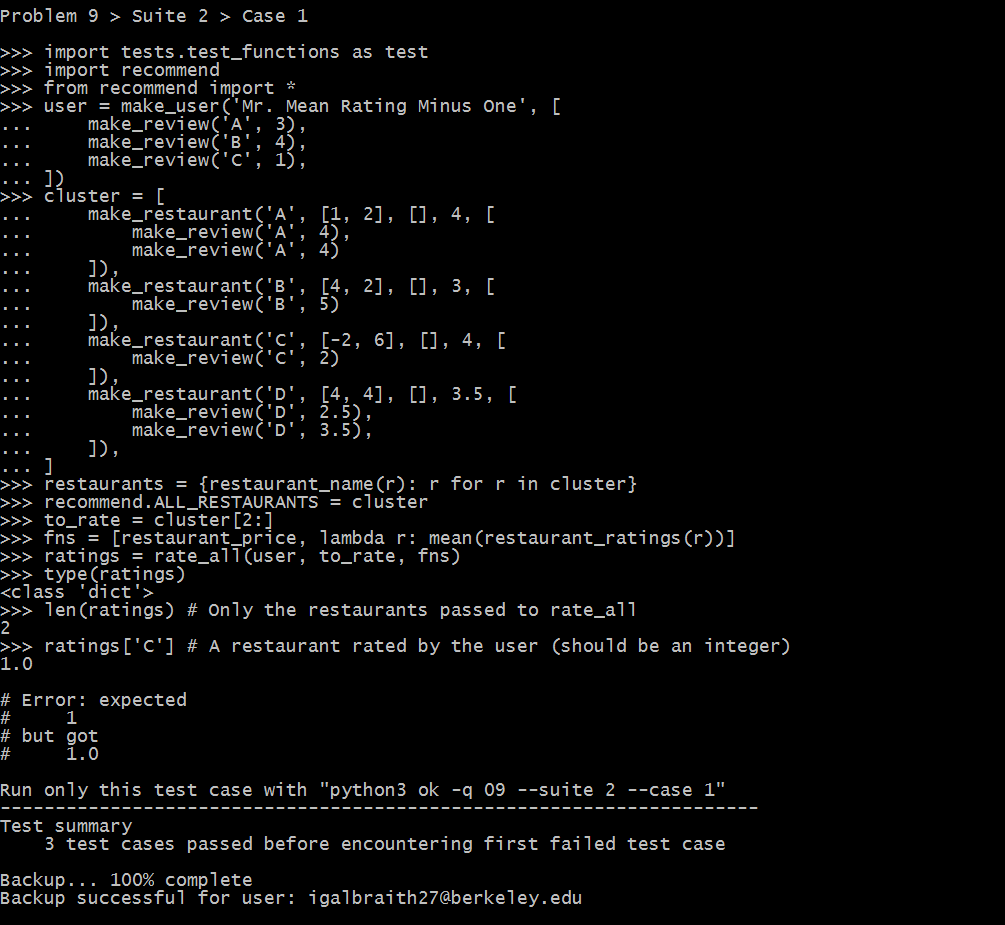 Problem 9 > Suite 2 > Case 1
>>> import tests.test_functions as test
>>> import recommend
>>> from recommend import *
>>> user = make_user('Mr. Mean Rating Minus One', [
...     make_review('A', 3),
...     make_review('B', 4),
...     make_review('C', 1),
... ])
>>> cluster = [
...     make_restaurant('A', [1, 2], [], 4, [
...         make_review('A', 4),
...         make_review('A', 4)
...     ]),
...     make_restaurant('B', [4, 2], [], 3, [
...         make_review('B', 5)
...     ]),
...     make_restaurant('C', [-2, 6], [], 4, [
...         make_review('C', 2)
...     ]),
...     make_restaurant('D', [4, 4], [], 3.5, [
...         make_review('D', 2.5),
...         make_review('D', 3.5),
...     ]),
... ]
>>> restaurants = {restaurant_name(r): r for r in cluster}
>>> recommend.ALL_RESTAURANTS = cluster
>>> to_rate = cluster[2:]
>>> fns = [restaurant_price, lambda r: mean(restaurant_ratings(r))]
>>> ratings = rate_all(user, to_rate, fns)
>>> type(ratings)
<class 'dict'>
>>> len(ratings) # Only the restaurants passed to rate_all
2
>>> ratings['C'] # A restaurant rated by the user (should be an integer)
1.0
# Error: expected
#     1
# but got
#     1.0
Run only this test case with "python3 ok -q 09 --suite 2 --case 1"
---------------------------------------------------------------------
Test summary
    3 test cases passed before encountering first failed test case
Backup... 100% complete
Backup successful for user: igalbraith27@berkeley.edu